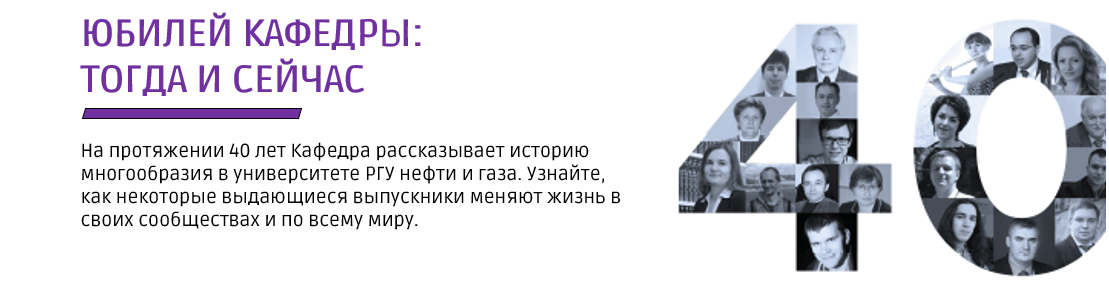 ЮБИЛЕЙ КАФЕДРЫ:
ТОГДА И СЕЙЧАС
На протяжении 40 лет Кафедра рассказывает историю
многообразия в университете РГУ нефти и газа. Узнайте,
как некоторые выдающиеся выпускники меняют жизнь в
своих сообществах и по всему миру.
40